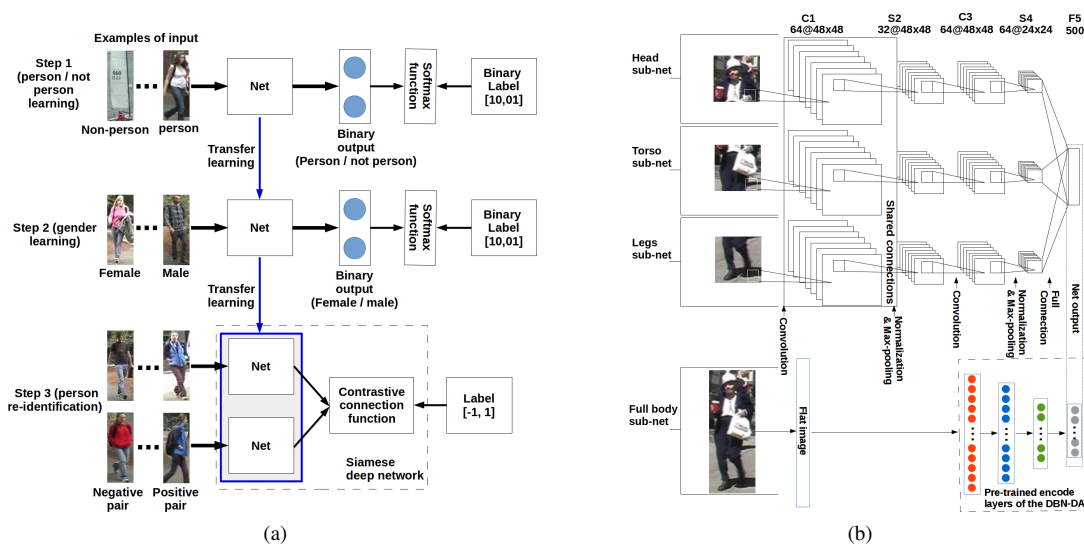 Examples of input
Step 1
(person / not
person
learning)
Non-person
person
Net
Binary
output
(Person / not person)
Softmax
function
Binary
Label
[10,01]
Transfer
learning
Step 2 (gender
learning)
Female
Male
Net
Binary
output
(Female / male)
Softmax
function
Binary
Label
[10,01]
Transfer
learning
Step 3 (person
re-identification)
Negative
pair
Positive
pair
Net
Net
Contrastive
connection
function
Label
[-1, 1]
Siamese
deep network
(a)
C1
64@48x48
S2
32@48x48
C3
64@48x48
S4
64@24x24
F5
500
Head
sub-net
Torso
sub-net
Legs
sub-net
Shared connections
Convolution
Normalization
& Max-pooling
Convolution
Normalization
& Max-pooling
Full
Connection
Net output
Full body
sub-net
Flat image
Pre-trained encode
layers of the DBN-DA
(b)